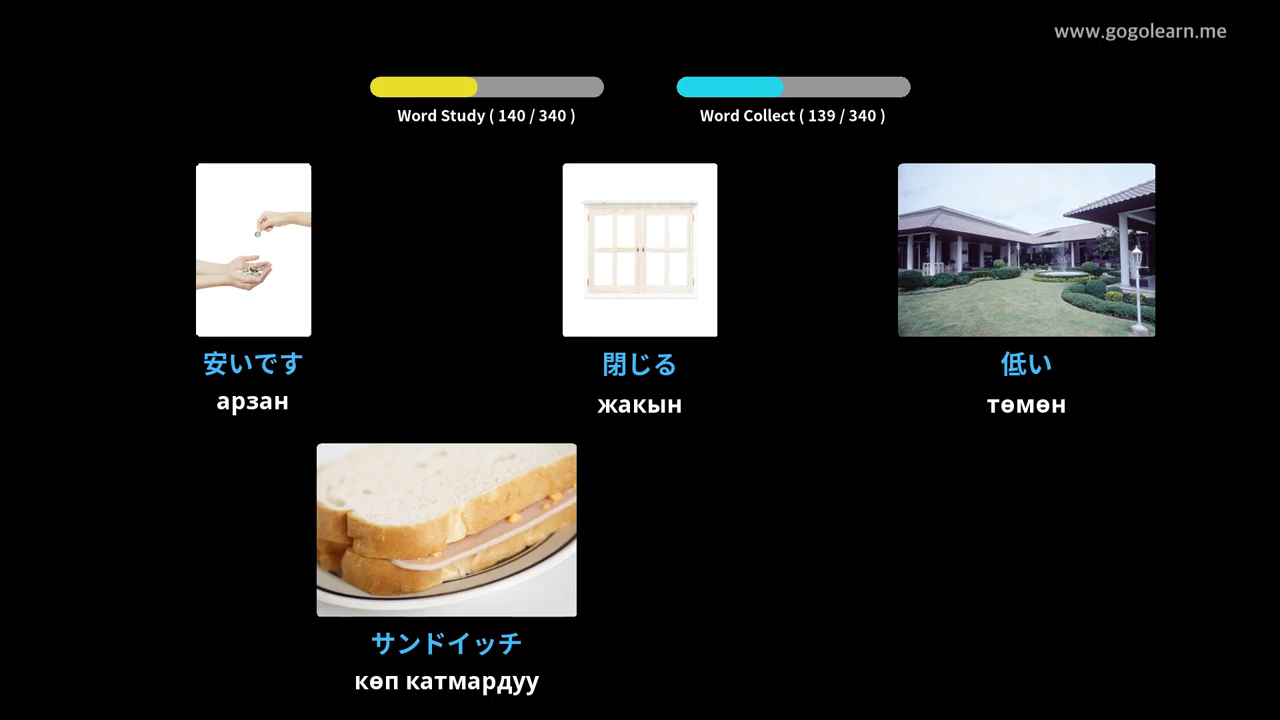 www.gogolearn.me
Word Study ( 140 / 340 )
Word Collect ( 139 / 340 )
安いです
арзан
閉じる
жакын
低い
төмөн
サンドイッチ
көп катмардуу